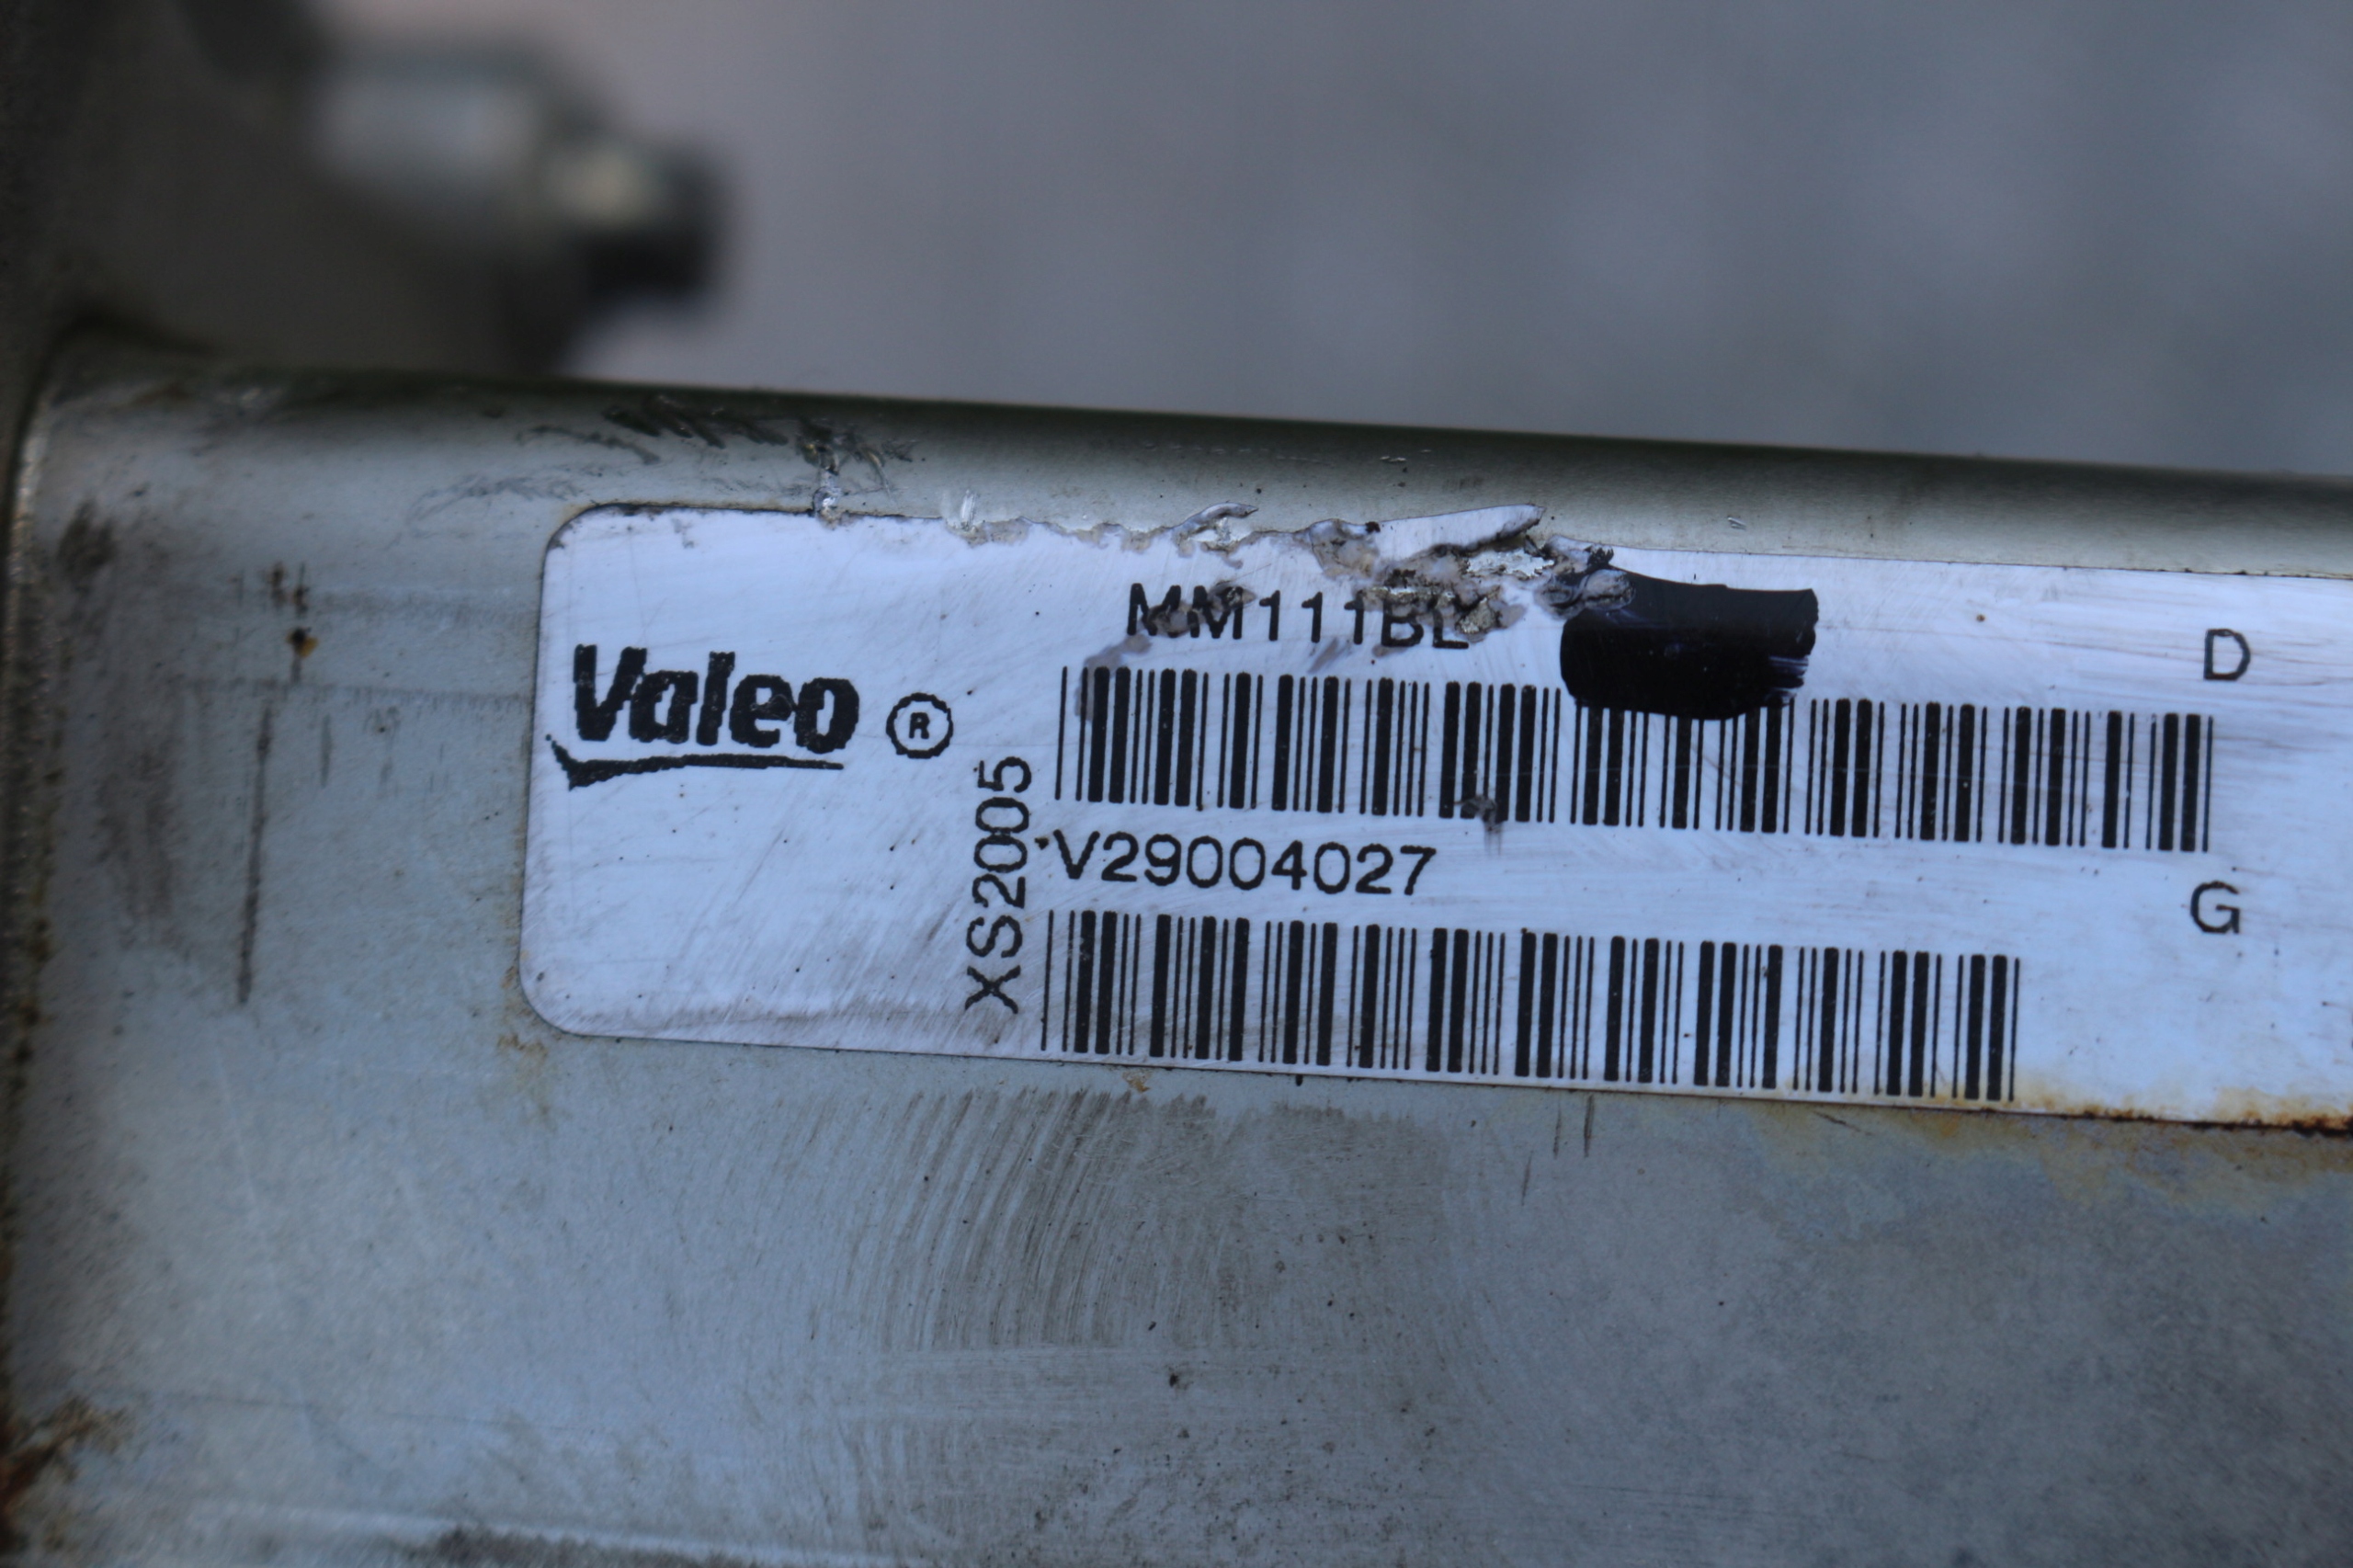 MM111BL
D
Valeo ®
XS2005
V29004027
G